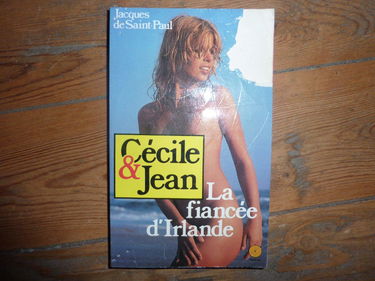 Jacques
de Saint-Paul
Cécile
& Jean
La
fiancée
d'Irlande